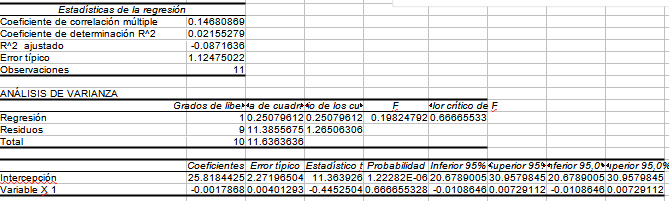 Estadísticas de la regresión
Coeficiente de correlación múltiple 0.14680869
Coeficiente de determinación R^2 0.02155279
R^2 ajustado -0.0871636
Error típico 1.12475022
Observaciones 11
ANÁLISIS DE VARIANZA
Grados de libe a de cuadr io de los cu F lor crítico de F
Regresión 1 0.25079612 0.25079612 0.19824792 0.66665533
Residuos 9 11.3855675 1.26506306
Total 10 11.6363636
Coeficientes Error típico Estadístico t Probabilidad Inferior 95% uperior 95% nferior 95,0% uperior 95,0%
Intercepción 25.8184425 2.27196504 11.363926 1.22282E-06 20.6789005 30.9579845 20.6789005 30.9579845
Variable X 1 -0.0017868 0.00401293 -0.4452504 0.666655328 -0.0108646 0.00729112 -0.0108646 0.00729112